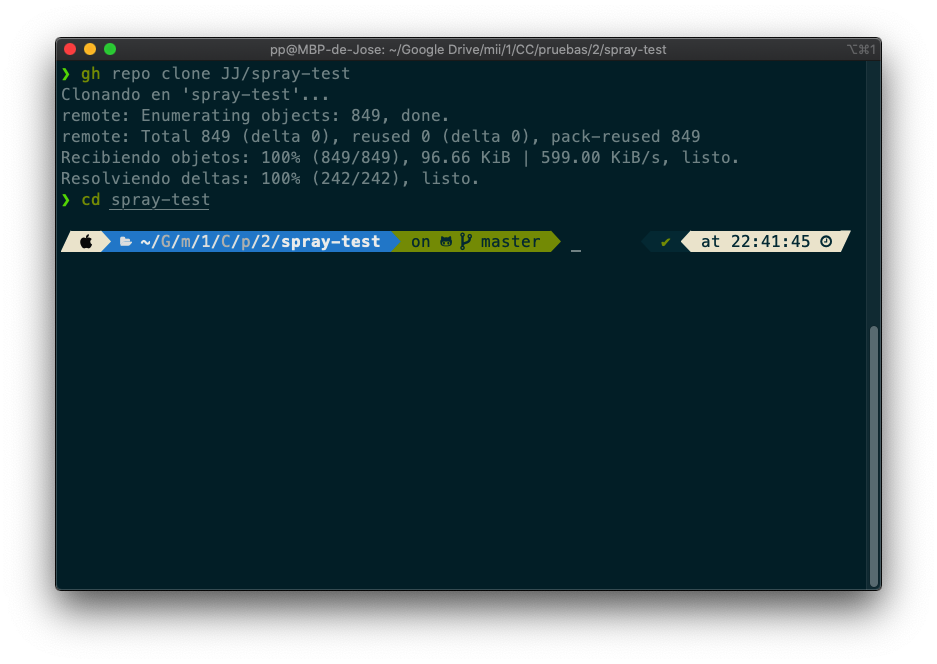 pp@MBP-de-Jose: ~/Google Drive/mii/1/CC/pruebas/2/spray-test ⌥⌘1
❯ gh repo clone JJ/spray-test
Clonando en 'spray-test'...
remote: Enumerating objects: 849, done.
remote: Total 849 (delta 0), reused 0 (delta 0), pack-reused 849
Recibiendo objetos: 100% (849/849), 96.66 KiB | 599.00 KiB/s, listo.
Resolviendo deltas: 100% (242/242), listo.
❯ cd spray-test
~/G/m/1/C/p/2/spray-test on master _ ✔ at 22:41:45